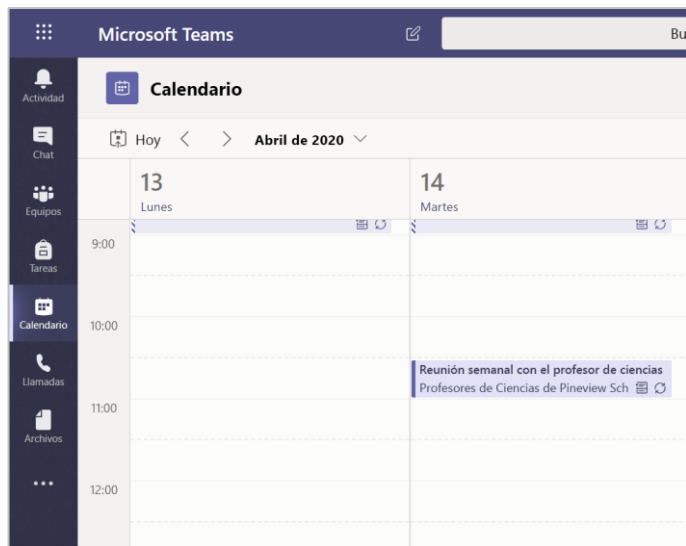 Microsoft Teams
Bu
Actividad
Chat
Equipos
Tareas
Calendario
Llamadas
Archivos
Calendario
Hoy
Abril de 2020
13
Lunes
14
Martes
9:00
10:00
Reunión semanal con el profesor de ciencias
Profesores de Ciencias de Pineview Sch
11:00
12:00